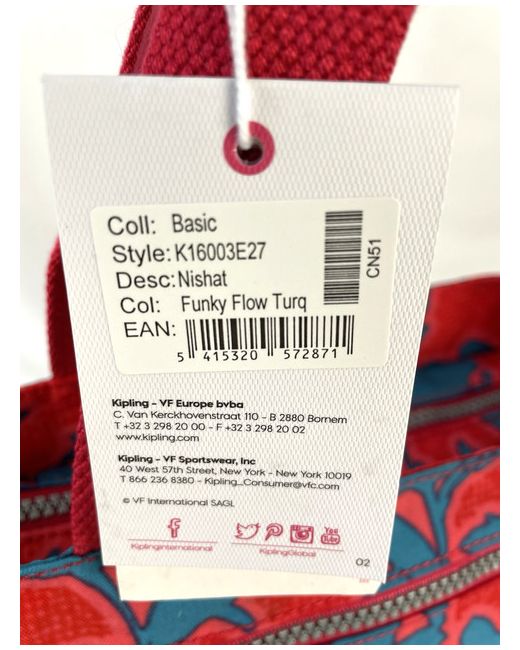 Coll: Basic
Style: K16003E27
Desc: Nishat
Col: Funky Flow Turq
EAN:
5 415320 572871
CN51
Kipling - VF Europe bvba
C. Van Kerckhovenstraat 110 - B 2880 Bornem
T +32 3 298 20 00 - F +32 3 298 20 02
www.kipling.com
Kipling - VF Sportswear, Inc
40 West 57th Street, New York - New York 10019
T 866 236 8380 - Kipling_Consumer@vfc.com
© VF International SAGL
f
You Tube
KiplingInternational
KiplingGlobal
02